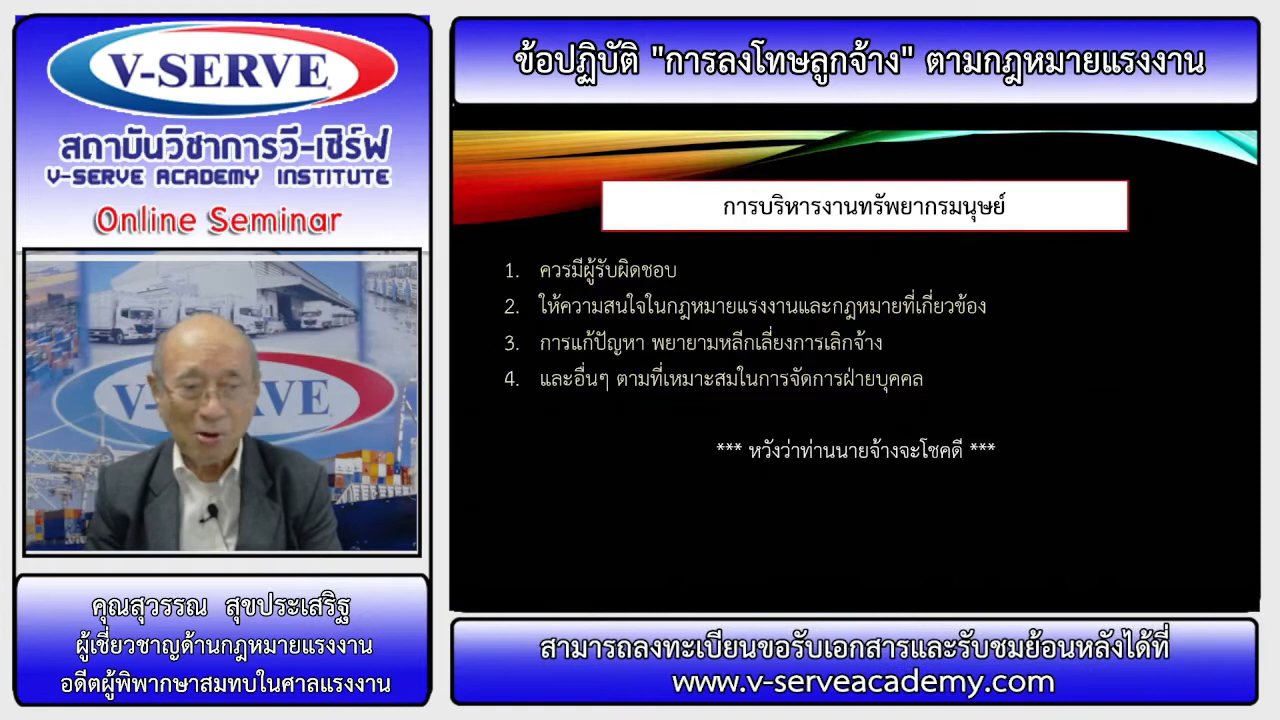 V-SERVE
สถาบันวิชาการวี-เซิร์ฟ
V-SERVE ACADEMY INSTITUTE
Online Seminar
คุณสุวรรณ สุขประเสริฐ
ผู้เชี่ยวชาญด้านกฎหมายแรงงาน
อดีตผู้พิพากษาสมทบในศาลแรงงาน
ข้อปฏิบัติ "การลงโทษลูกจ้าง" ตามกฎหมายแรงงาน
การบริหารงานทรัพยากรมนุษย์
1. ควรมีผู้รับผิดชอบ
2. ให้ความสนใจในกฎหมายแรงงานและกฎหมายที่เกี่ยวข้อง
3. การแก้ปัญหา พยายามหลีกเลี่ยงการเลิกจ้าง
4. และอื่นๆ ตามที่เหมาะสมในการจัดการฝ่ายบุคคล
*** หวังว่าท่านนายจ้างจะโชคดี ***
สามารถลงทะเบียนขอรับเอกสารและรับชมย้อนหลังได้ที่
www.v-serveacademy.com